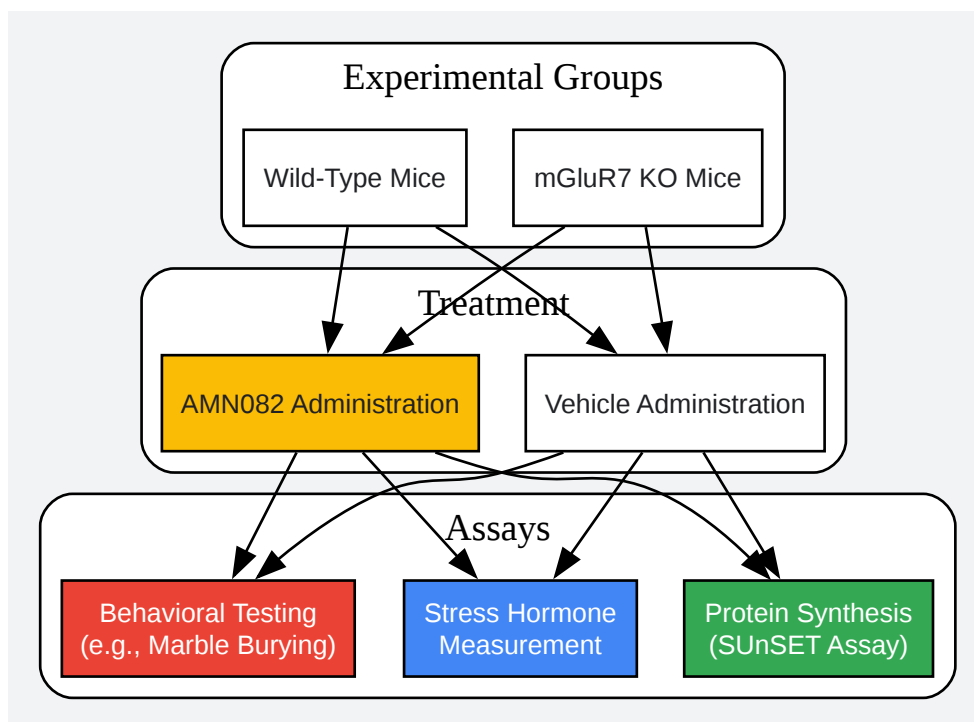 Experimental Groups
Wild-Type Mice
mGluR7 KO Mice
Treatment
AMN082 Administration
Vehicle Administration
Assays
Behavioral Testing
(e.g., Marble Burying)
Stress Hormone
Measurement
Protein Synthesis
(SUnSET Assay)